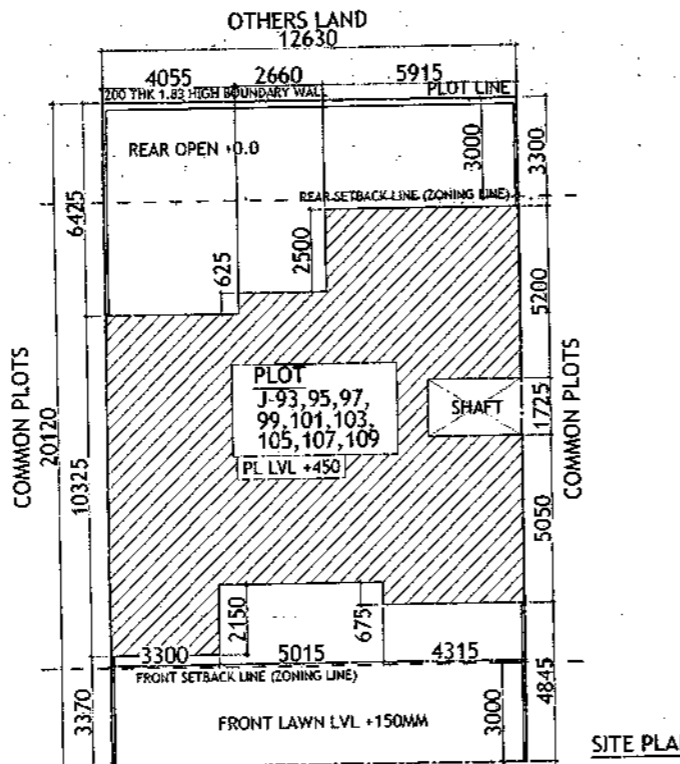 OTHERS LAND
12630
4055 2660 5915
200 THK 1.83 HIGH BOUNDARY WAL
PLOT LINE
REAR OPEN +0.0
3000
3300
REAR SETBACK LINE (ZONING LINE)
6425
625
2500
5200
COMMON PLOTS
20120
PLOT
J-93,95,97,
99,101,103,
105,107,109
PL LVL +450
SHAFT
1725
COMMON PLOTS
10325
5050
2150
675
3300 5015 4315
FRONT SETBACK LINE (ZONING LINE)
3370
FRONT LAWN LVL +150MM
3000
4845
SITE PLA